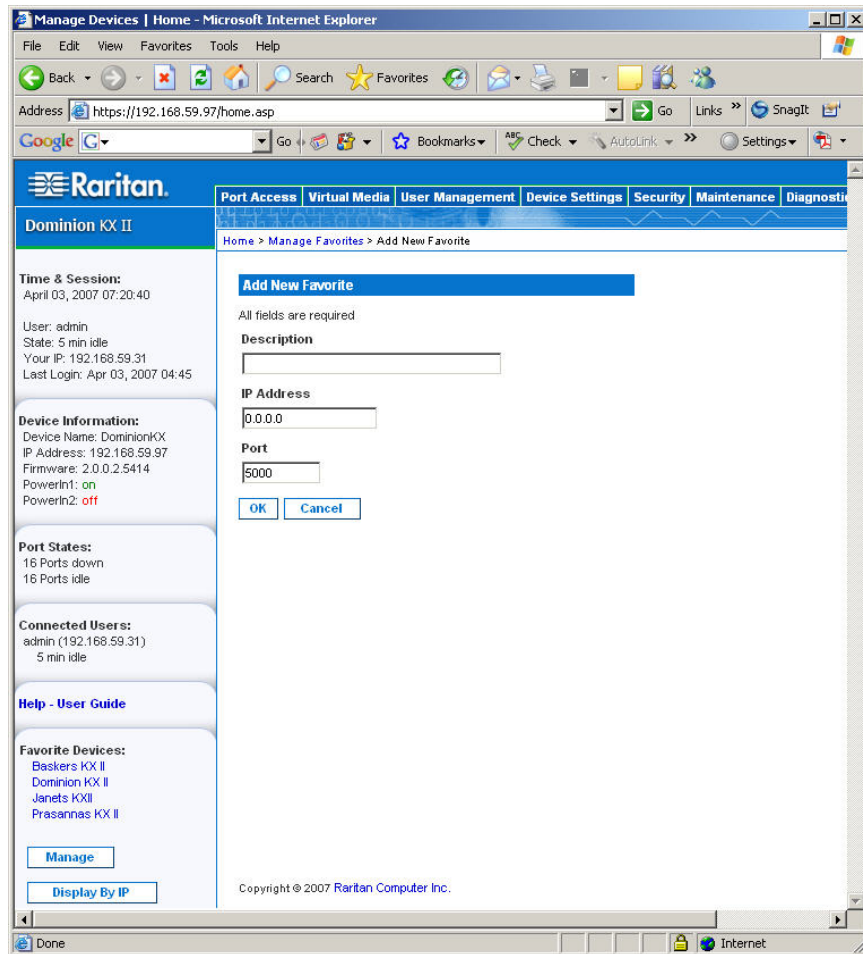 Manage Devices | Home - Microsoft Internet Explorer
File Edit View Favorites Tools Help
Back Search Favorites
Address https://192.168.59.97/home.asp Go Links » SnagIt
Google G Go Bookmarks ABC Check AutoLink » Settings
Raritan.
Dominion KX II
Port Access Virtual Media User Management Device Settings Security Maintenance Diagnosti
Home > Manage Favorites > Add New Favorite
Time & Session:
April 03, 2007 07:20:40
User: admin
State: 5 min idle
Your IP: 192.168.59.31
Last Login: Apr 03, 2007 04:45
Device Information:
Device Name: DominionKX
IP Address: 192.168.59.97
Firmware: 2.0.0.2.5414
PowerIn1: on
PowerIn2: off
Port States:
16 Ports down
16 Ports idle
Connected Users:
admin (192.168.59.31)
5 min idle
Help - User Guide
Favorite Devices:
Baskers KX II
Dominion KX II
Janets KXII
Prasannas KX II
Manage
Display By IP
Add New Favorite
All fields are required
Description
IP Address
0.0.0.0
Port
5000
OK Cancel
Copyright © 2007 Raritan Computer Inc.
Done Internet